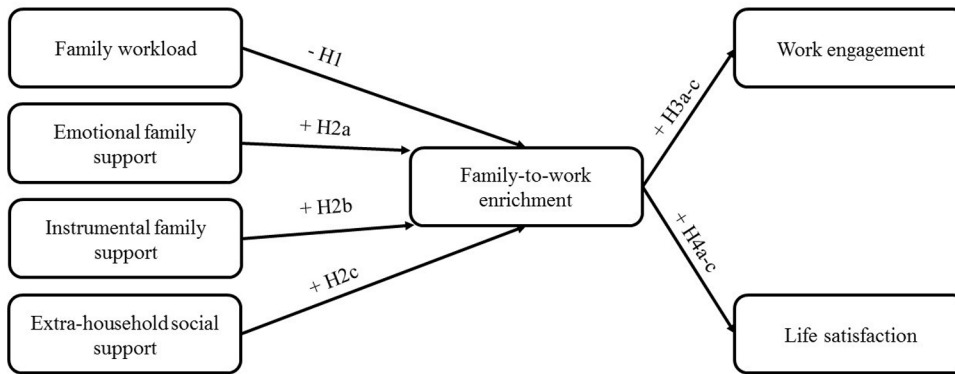 Family workload
- H1
Work engagement
Emotional family
support
+ H2a
+ H3a-c
Family-to-work
enrichment
Instrumental family
support
+ H2b
+ H4a-c
Extra-household social
support
+ H2c
Life satisfaction